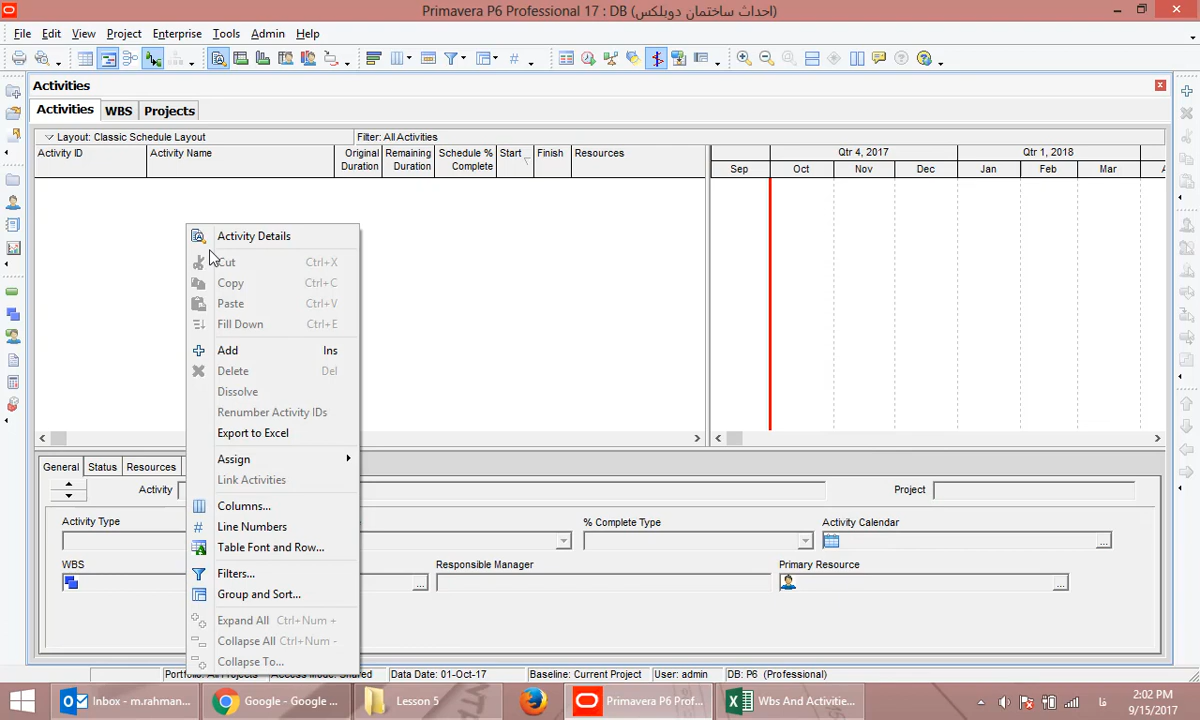 Primavera P6 Professional 17 : DB (احداث ساختمان دوبلکس)
File Edit View Project Enterprise Tools Admin Help
Activities
Activities WBS Projects
Layout: Classic Schedule Layout Filter: All Activities
Activity ID Activity Name Original Duration Remaining Duration Schedule % Complete Start Finish Resources
Qtr 4, 2017 Qtr 1, 2018
Sep Oct Nov Dec Jan Feb Mar A
Activity Details
Cut Ctrl+X
Copy Ctrl+C
Paste Ctrl+V
Fill Down Ctrl+E
Add Ins
Delete Del
Dissolve
Renumber Activity IDs
Export to Excel
Assign
Link Activities
Columns...
Line Numbers
Table Font and Row...
Filters...
Group and Sort...
Expand All Ctrl+Num +
Collapse All Ctrl+Num -
Collapse To...
General Status Resources
Activity Project
Activity Type % Complete Type Activity Calendar
WBS Responsible Manager Primary Resource
Portfolio: All Projects Access Mode: Shared Data Date: 01-Oct-17 Baseline: Current Project User: admin DB: P6 (Professional)
Inbox - m.rahman... Google - Google ... Lesson 5 Primavera P6 Prof... Wbs And Activitie...
فا
2:02 PM
9/15/2017